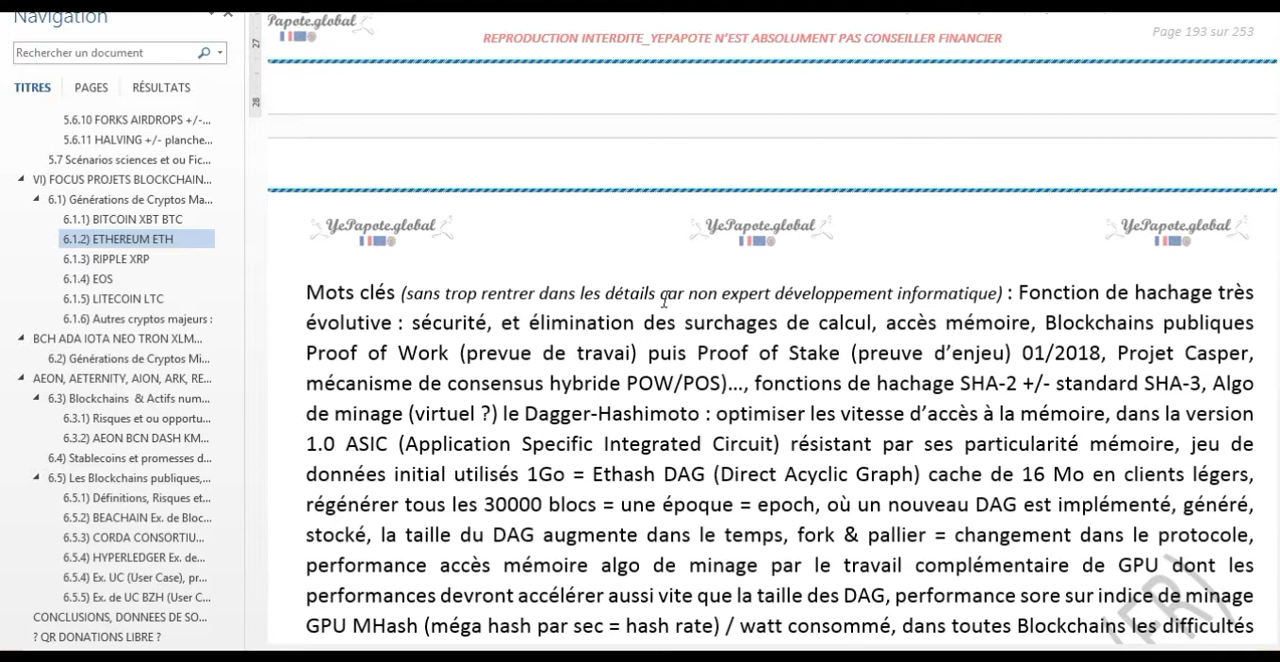 Navigation
Rechercher un document
TITRES PAGES RÉSULTATS
5.6.10 FORKS AIRDROPS +/-...
5.6.11 HALVING +/- planche...
5.7 Scénarios sciences et ou Fic...
VI) FOCUS PROJETS BLOCKCHAIN...
6.1) Générations de Cryptos Ma...
6.1.1) BITCOIN XBT BTC
6.1.2) ETHEREUM ETH
6.1.3) RIPPLE XRP
6.1.4) EOS
6.1.5) LITECOIN LTC
6.1.6) Autres cryptos majeurs :
BCH ADA IOTA NEO TRON XLM...
6.2) Générations de Cryptos Mi...
AEON, AETERNITY, AION, ARK, RE...
6.3) Blockchains & Actifs num...
6.3.1) Risques et ou opportu...
6.3.2) AEON BCN DASH KM...
6.4) Stablecoins et promesses d...
6.5) Les Blockchains publiques,...
6.5.1) Définitions, Risques et...
6.5.2) BEACHAIN Ex. de Bloc...
6.5.3) CORDA CONSORTIU...
6.5.4) HYPERLEDGER Ex. de...
6.5.4) Ex. UC (User Case), pr...
6.5.5) Ex. de UC BZH (User C...
CONCLUSIONS, DONNEES DE SO...
? QR DONATIONS LIBRE ?
27
28
YePapote.global
REPRODUCTION INTERDITE_YEPAPOTE N'EST ABSOLUMENT PAS CONSEILLER FINANCIER
Page 193 sur 253
YePapote.global YePapote.global YePapote.global
Mots clés (sans trop rentrer dans les détails car non expert développement informatique) : Fonction de hachage très
évolutive : sécurité, et élimination des surchages de calcul, accès mémoire, Blockchains publiques
Proof of Work (prevue de travai) puis Proof of Stake (preuve d'enjeu) 01/2018, Projet Casper,
mécanisme de consensus hybride POW/POS)..., fonctions de hachage SHA-2 +/- standard SHA-3, Algo
de minage (virtuel ?) le Dagger-Hashimoto : optimiser les vitesse d'accès à la mémoire, dans la version
1.0 ASIC (Application Specific Integrated Circuit) résistant par ses particularité mémoire, jeu de
données initial utilisés 1Go = Ethash DAG (Direct Acyclic Graph) cache de 16 Mo en clients légers,
régénérer tous les 30000 blocs = une époque = epoch, où un nouveau DAG est implémenté, généré,
stocké, la taille du DAG augmente dans le temps, fork & pallier = changement dans le protocole,
performance accès mémoire algo de minage par le travail complémentaire de GPU dont les
performances devront accélérer aussi vite que la taille des DAG, performance sore sur indice de minage
GPU MHash (méga hash par sec = hash rate) / watt consommé, dans toutes Blockchains les difficultés